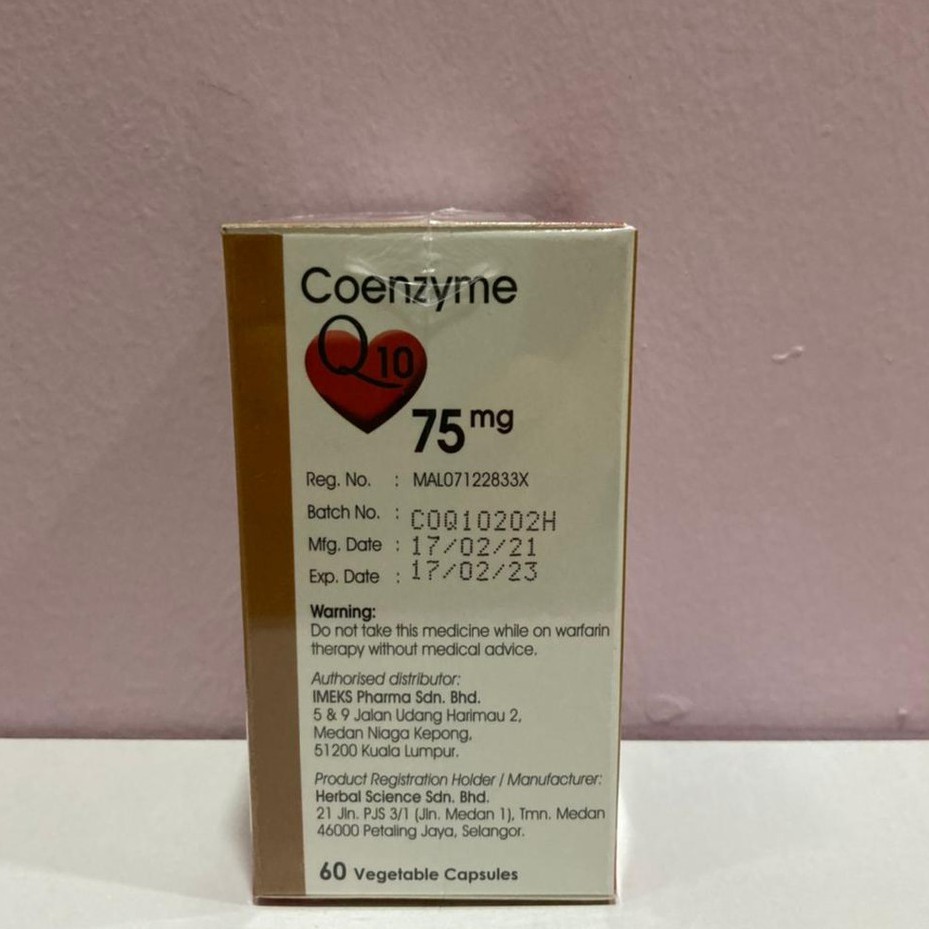 Coenzyme
Q10
75 mg
Reg. No. : MAL07122833X
Batch No. : COQ10202H
Mfg. Date : 17/02/21
Exp. Date : 17/02/23
Warning:
Do not take this medicine while on warfarin
therapy without medical advice.
Authorised distributor:
IMEKS Pharma Sdn. Bhd.
5 & 9 Jalan Udang Harimau 2,
Medan Niaga Kepong,
51200 Kuala Lumpur.
Product Registration Holder / Manufacturer:
Herbal Science Sdn. Bhd.
21 Jln. PJS 3/1 (Jln. Medan 1), Tmn. Medan
46000 Petaling Jaya, Selangor.
60 Vegetable Capsules